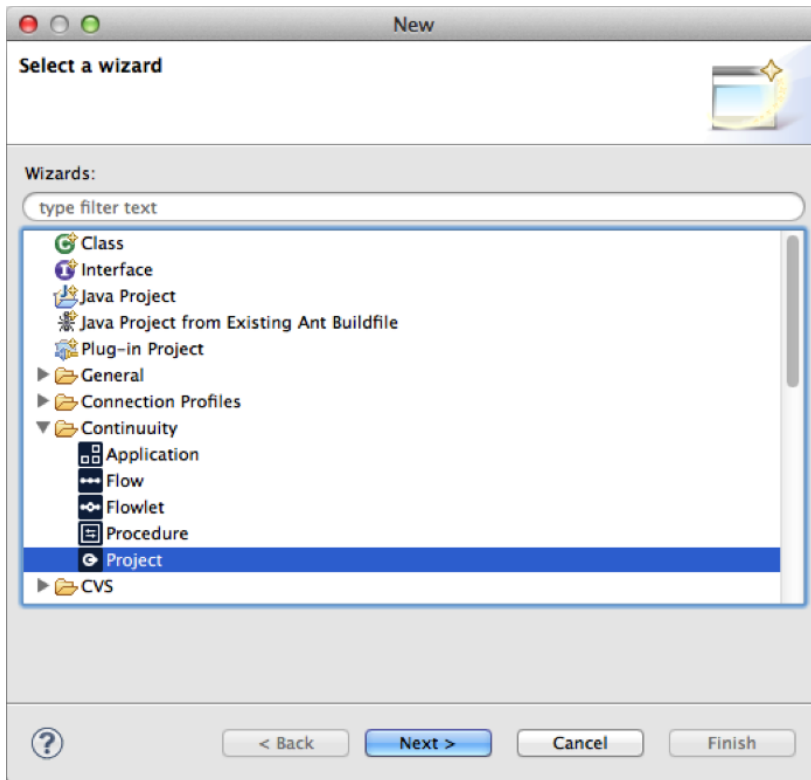 New
Select a wizard
Wizards:
type filter text
Class
Interface
Java Project
Java Project from Existing Ant Buildfile
Plug-in Project
General
Connection Profiles
Continuuity
Application
Flow
Flowlet
Procedure
Project
CVS
? < Back Next > Cancel Finish